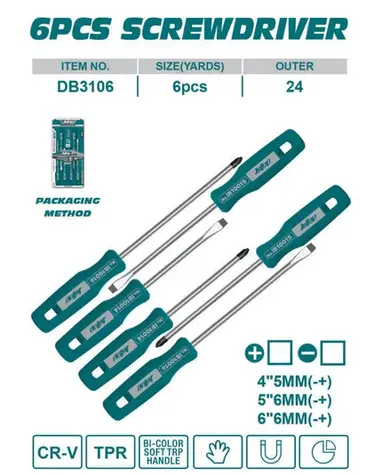 6PCS SCREWDRIVER
ITEM NO.
SIZE(YARDS)
OUTER
DB3106
6pcs
24
PACKAGING
METHOD
4"5MM(-+)
5"6MM(-+)
6"6MM(-+)
CR-V
TPR
BI-COLOR
SOFT TRP
HANDLE